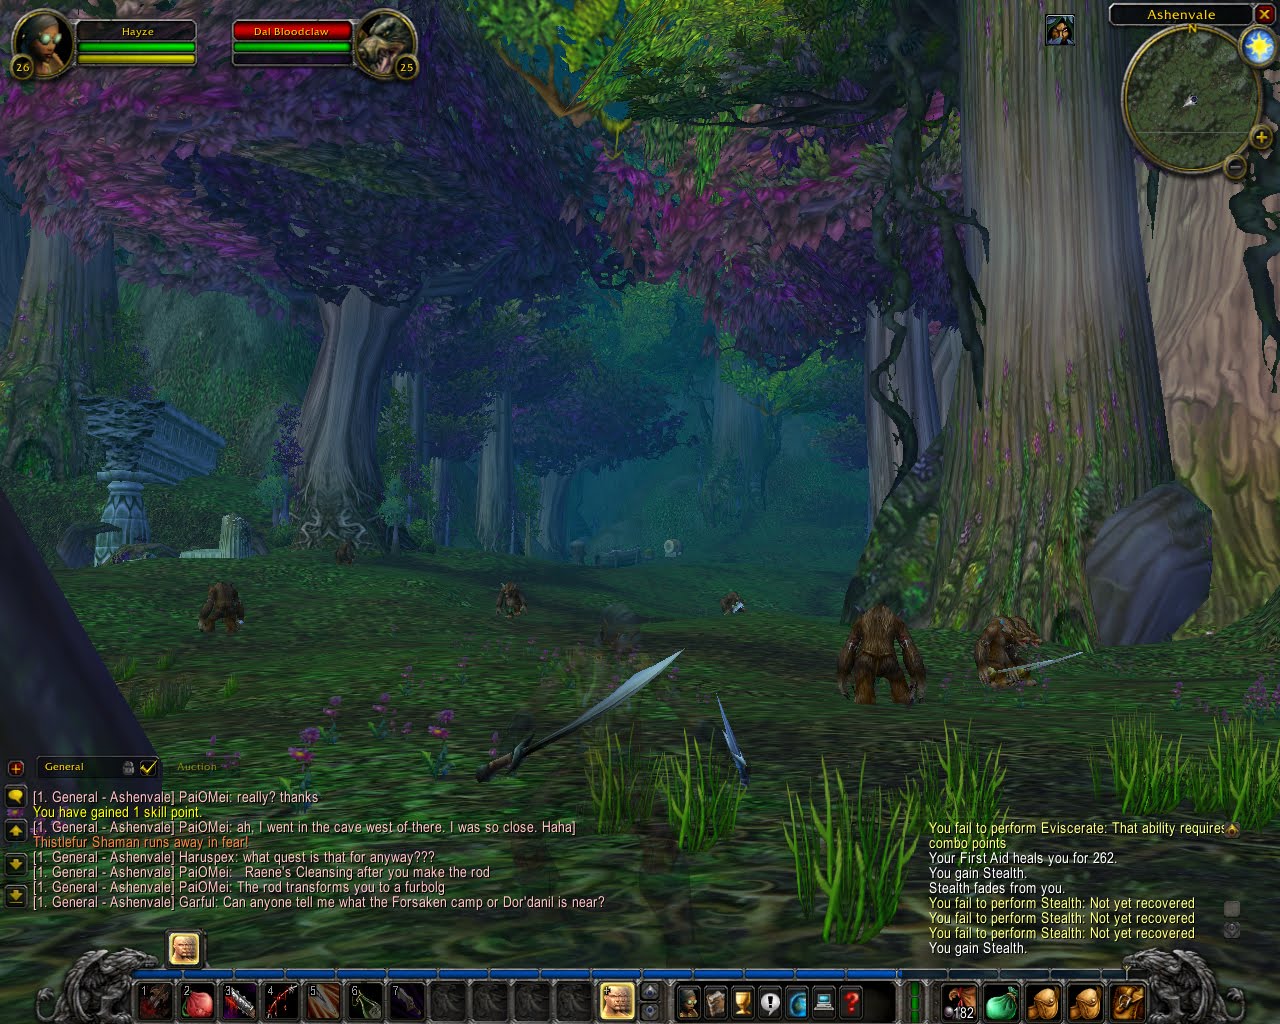 Hayze
26
Dal Bloodclaw
25
Ashenvale
N
General
Auction
[1. General - Ashenvale] PaiOMei: really? thanks
You have gained 1 skill point.
[1. General - Ashenvale] PaiOMei: ah, I went in the cave west of there. I was so close. Haha]
Thistlefur Shaman runs away in fear!
[1. General - Ashenvale] Haruspex: what quest is that for anyway???
[1. General - Ashenvale] PaiOMei:   Raene's Cleansing after you make the rod
[1. General - Ashenvale] PaiOMei: The rod transforms you to a furbolg
[1. General - Ashenvale] Garful: Can anyone tell me what the Forsaken camp or Dor'danil is near?
You fail to perform Eviscerate: That ability requires
combo points
Your First Aid heals you for 262.
You gain Stealth.
Stealth fades from you.
You fail to perform Stealth: Not yet recovered
You fail to perform Stealth: Not yet recovered
You fail to perform Stealth: Not yet recovered
You gain Stealth.
1 2 3 4 5 6 7
182